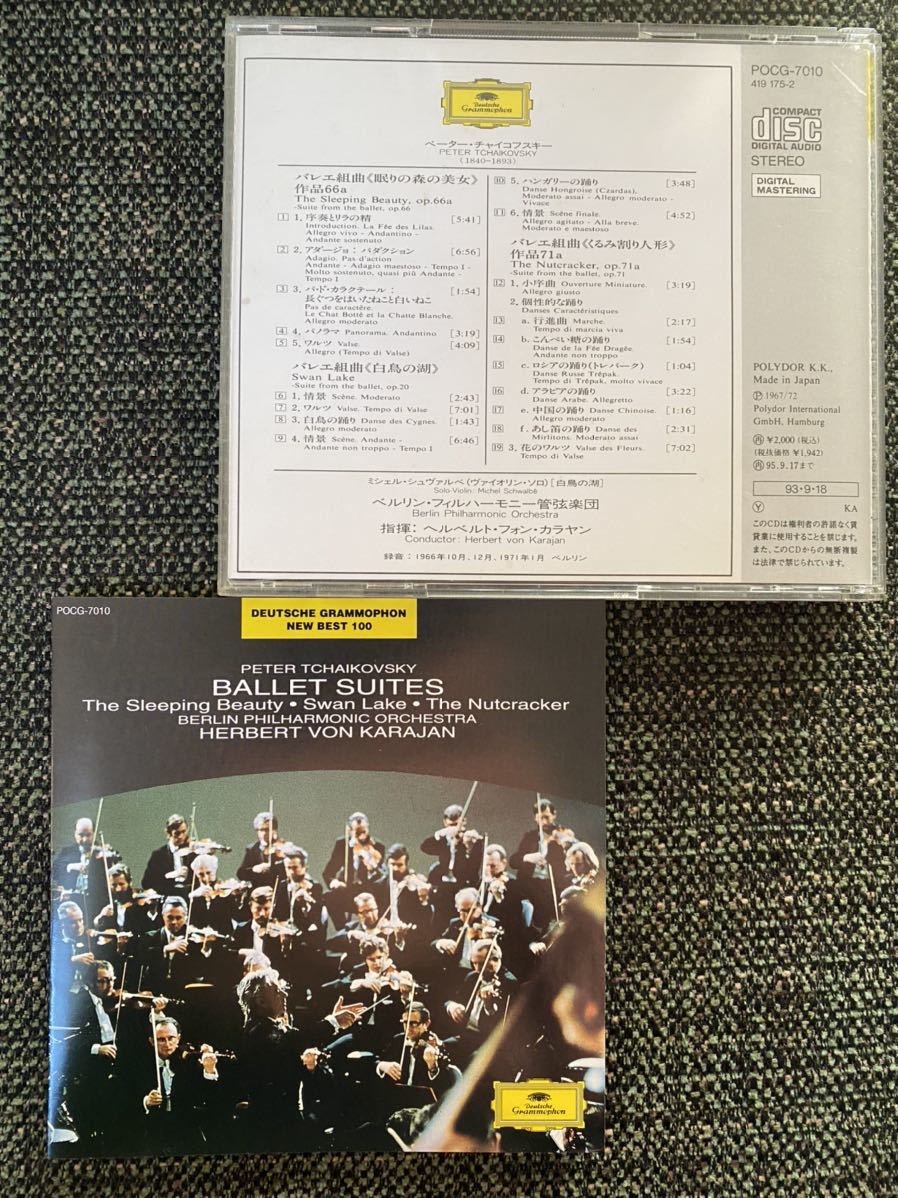 Deutsche
Grammophon
ペーター・チャイコフスキー
PETER TCHAIKOVSKY
(1840-1893)
バレエ組曲《眠りの森の美女》
作品66a
The Sleeping Beauty, op.66a
-Suite from the ballet, op.66
1 1, 序奏とリラの精 [5:41]
Introduction. La Fée des Lilas.
Allegro vivo - Andantino -
Andante sostenuto
2 2, アダージョ：パダクション [6:56]
Adagio. Pas d'action
Andante - Adagio maestoso - Tempo I -
Molto sostenuto, quasi più Andante -
Tempo I
3 3, パ・ド・カラクテール： [1:54]
長ぐつをはいたねこと白いねこ
Pas de caractère.
Le Chat Botté et la Chatte Blanche.
Allegro moderato
4 4, パノラマ Panorama. Andantino [3:19]
5 5, ワルツ Valse. [4:09]
Allegro (Tempo di Valse)
バレエ組曲《白鳥の湖》
Swan Lake
-Suite from the ballet, op.20
6 1, 情景 Scène. Moderato [2:43]
7 2, ワルツ Valse. Tempo di Valse [7:01]
8 3, 白鳥の踊り Danse des Cygnes. [1:43]
Allegro moderato
9 4, 情景 Scène. Andante - [6:46]
Andante non troppo - Tempo I
10 5, ハンガリーの踊り [3:48]
Danse Hongroise (Czardas).
Moderato assai - Allegro moderato -
Vivace
11 6, 情景 Scène finale. [4:52]
Allegro agitato - Alla breve.
Moderato e maestoso
バレエ組曲《くるみ割り人形》
作品71a
The Nutcracker, op.71a
-Suite from the ballet, op.71
12 1, 小序曲 Ouverture Miniature. [3:19]
Allegro giusto
2, 個性的な踊り
Danses Caractéristiques
13 a. 行進曲 Marche. [2:17]
Tempo di marcia viva
14 b. こんぺい糖の踊り [1:54]
Danse de la Fée Dragée.
Andante non troppo
15 c. ロシアの踊り(トレパーク) [1:04]
Danse Russe Trépak.
Tempo di Trépak, molto vivace
16 d. アラビアの踊り [3:22]
Danse Arabe. Allegretto
17 e. 中国の踊り Danse Chinoise. [1:16]
Allegro moderato
18 f. あし笛の踊り Danse des [2:31]
Mirlitons. Moderato assai
19 3, 花のワルツ Valse des Fleurs. [7:02]
Tempo di Valse
ミシェル・シュヴァルベ(ヴァイオリン・ソロ)[白鳥の湖]
Solo-Violin: Michel Schwalbé
ベルリン・フィルハーモニー管弦楽団
Berlin Philharmonic Orchestra
指揮：ヘルベルト・フォン・カラヤン
Conductor: Herbert von Karajan
録音：1966年10月、12月、1971年1月 ベルリン
POCG-7010
419 175-2
COMPACT
disc
DIGITAL AUDIO
STEREO
DIGITAL
MASTERING
POLYDOR K.K.,
Made in Japan
Ⓟ 1967/72
Polydor International
GmbH, Hamburg
再 ¥2,000(税込)
(税抜価格 ¥1,942)
再 95.9.17まで
93・9・18
Y KA
このCDは権利者の許諾なく賃
貸業に使用することを禁じます。
また、このCDからの無断複製
は法律で禁じられています。
POCG-7010
DEUTSCHE GRAMMOPHON
NEW BEST 100
PETER TCHAIKOVSKY
BALLET SUITES
The Sleeping Beauty • Swan Lake • The Nutcracker
BERLIN PHILHARMONIC ORCHESTRA
HERBERT VON KARAJAN
Deutsche
Grammophon